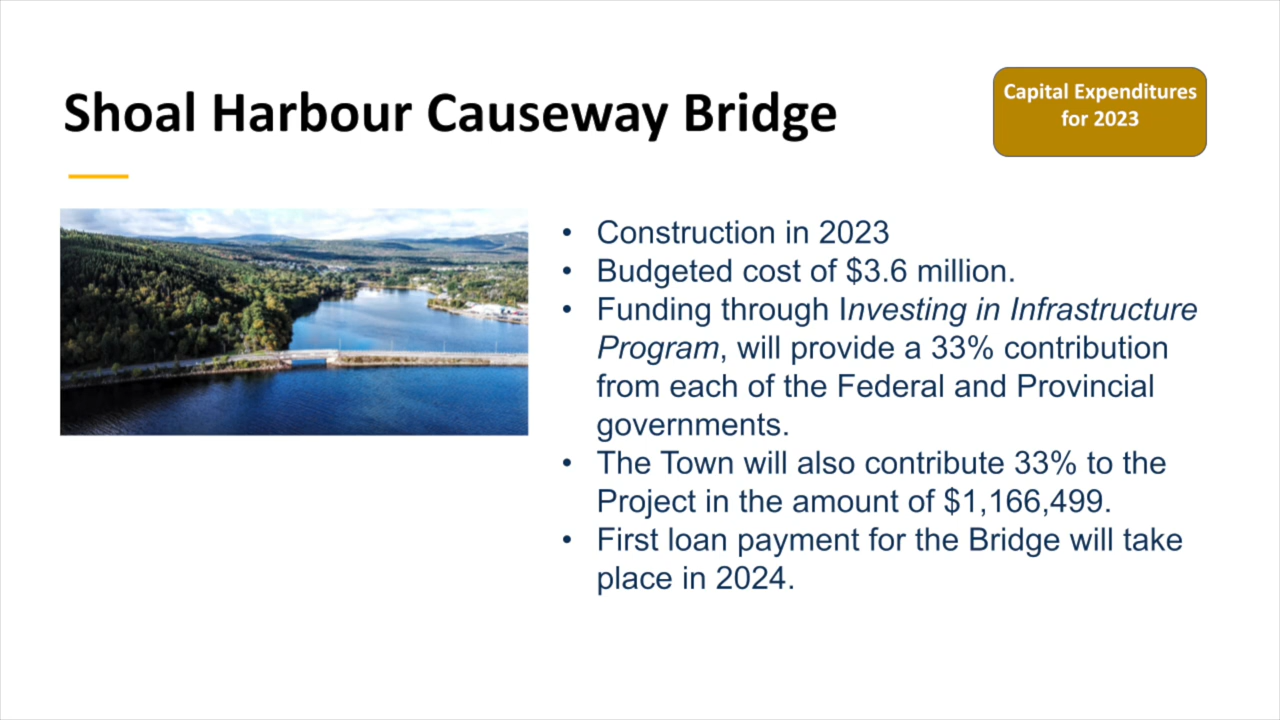 Shoal Harbour Causeway Bridge
Capital Expenditures
for 2023
• Construction in 2023
• Budgeted cost of $3.6 million.
• Funding through Investing in Infrastructure
Program, will provide a 33% contribution
from each of the Federal and Provincial
governments.
• The Town will also contribute 33% to the
Project in the amount of $1,166,499.
• First loan payment for the Bridge will take
place in 2024.